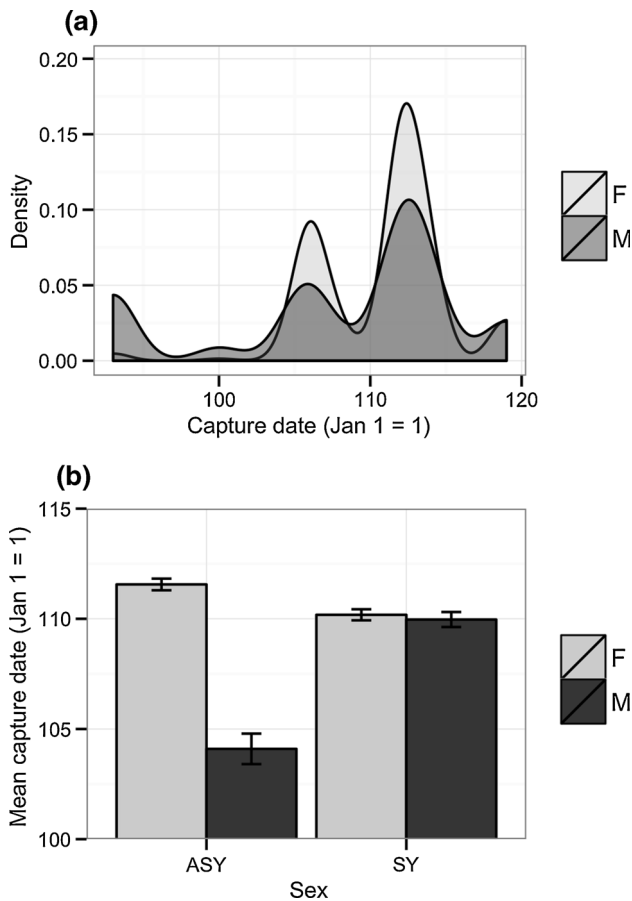 (a)
0.20
0.15
0.10
0.05
0.00
Density
100 110 120
Capture date (Jan 1 = 1)
F
M
(b)
115
110
105
100
Mean capture date (Jan 1 = 1)
ASY SY
Sex
F
M